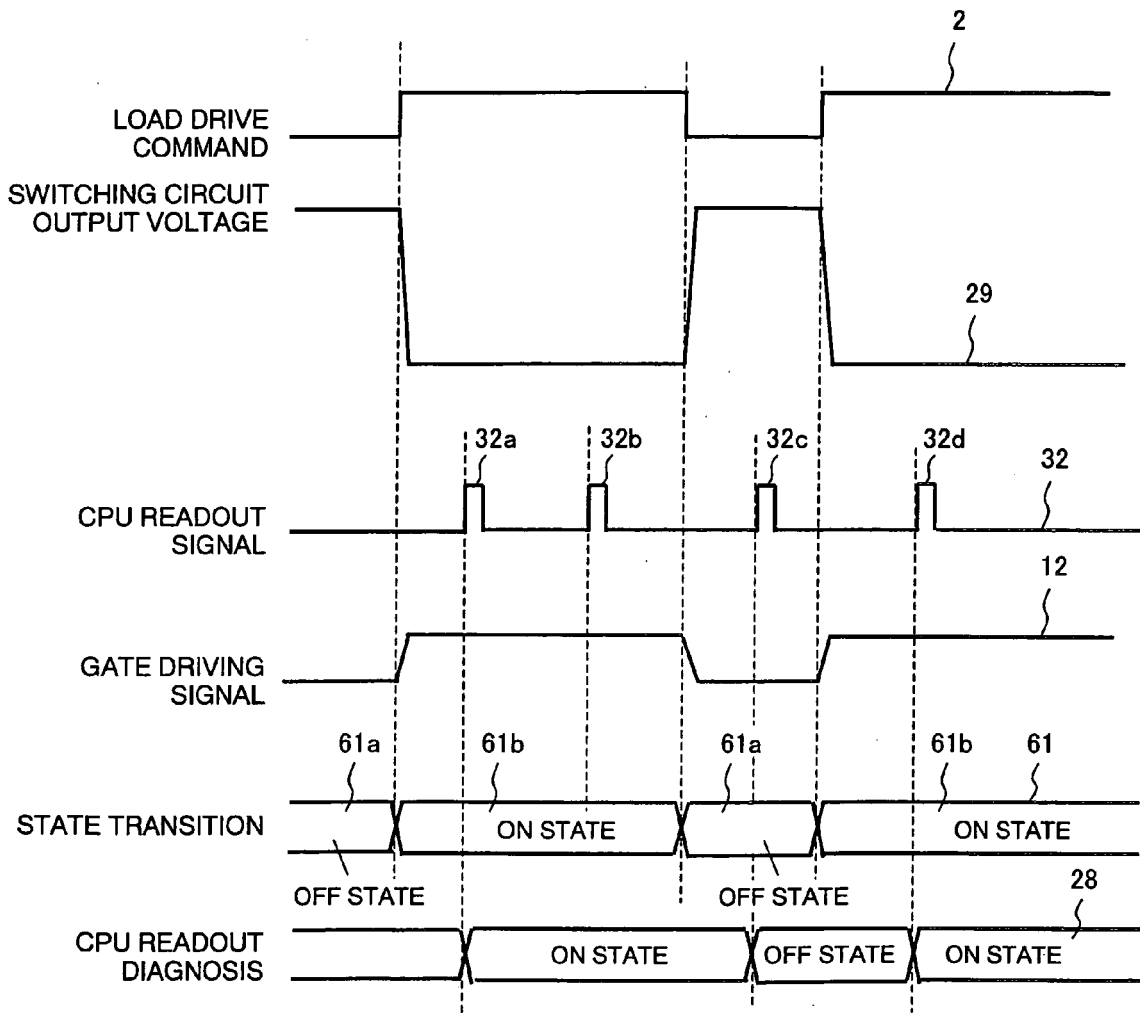 2
LOAD DRIVE
COMMAND
SWITCHING CIRCUIT
OUTPUT VOLTAGE
29
32a
32b
32c
32d
32
CPU READOUT
SIGNAL
12
GATE DRIVING
SIGNAL
61a
61b
61a
61b
61
STATE TRANSITION
ON STATE
ON STATE
OFF STATE
OFF STATE
28
CPU READOUT
DIAGNOSIS
ON STATE
OFF STATE
ON STATE